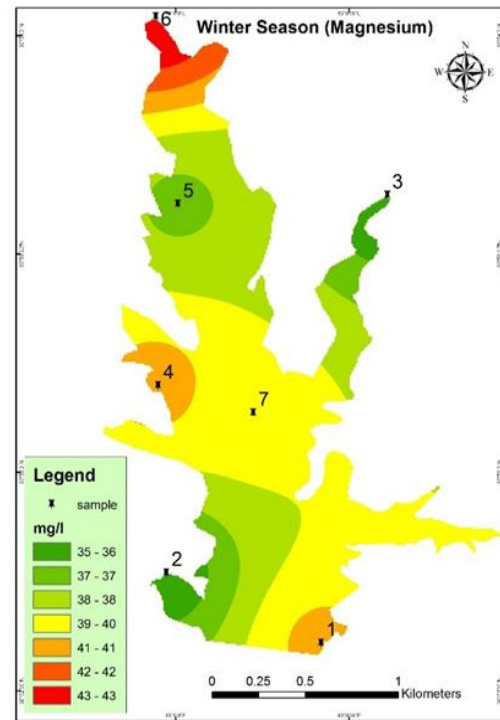 Winter Season (Magnesium)
N
W E
S
6
3
5
4
7
2
1
Legend
sample
mg/l
35 - 36
37 - 37
38 - 38
39 - 40
41 - 41
42 - 42
43 - 43
0 0.25 0.5 1
Kilometers